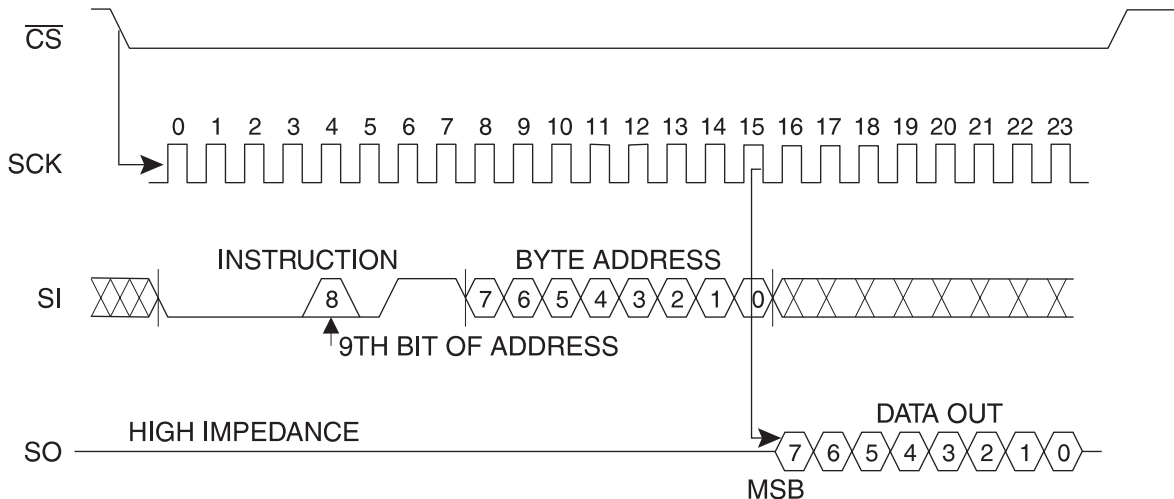 CS
0 1 2 3 4 5 6 7 8 9 10 11 12 13 14 15 16 17 18 19 20 21 22 23
SCK
INSTRUCTION BYTE ADDRESS
SI 8 7 6 5 4 3 2 1 0
9TH BIT OF ADDRESS
HIGH IMPEDANCE DATA OUT
SO 7 6 5 4 3 2 1 0
MSB